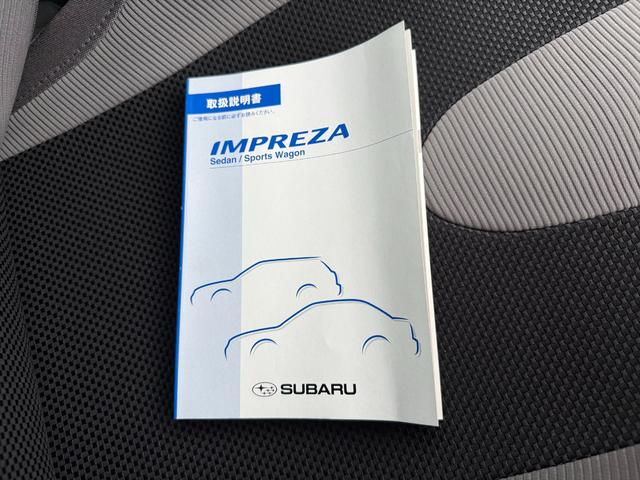 取扱説明書
ご使用になる前に必ずお読みください。
IMPREZA
Sedan / Sports Wagon
SUBARU